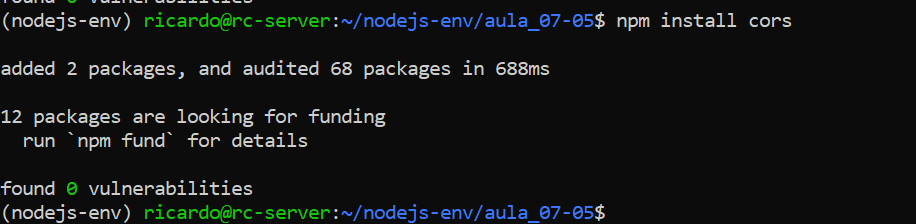 found 0 vulnerabilities
(nodejs-env) ricardo@rc-server:~/nodejs-env/aula_07-05$ npm install cors
added 2 packages, and audited 68 packages in 688ms
12 packages are looking for funding
run `npm fund` for details
found 0 vulnerabilities
(nodejs-env) ricardo@rc-server:~/nodejs-env/aula_07-05$